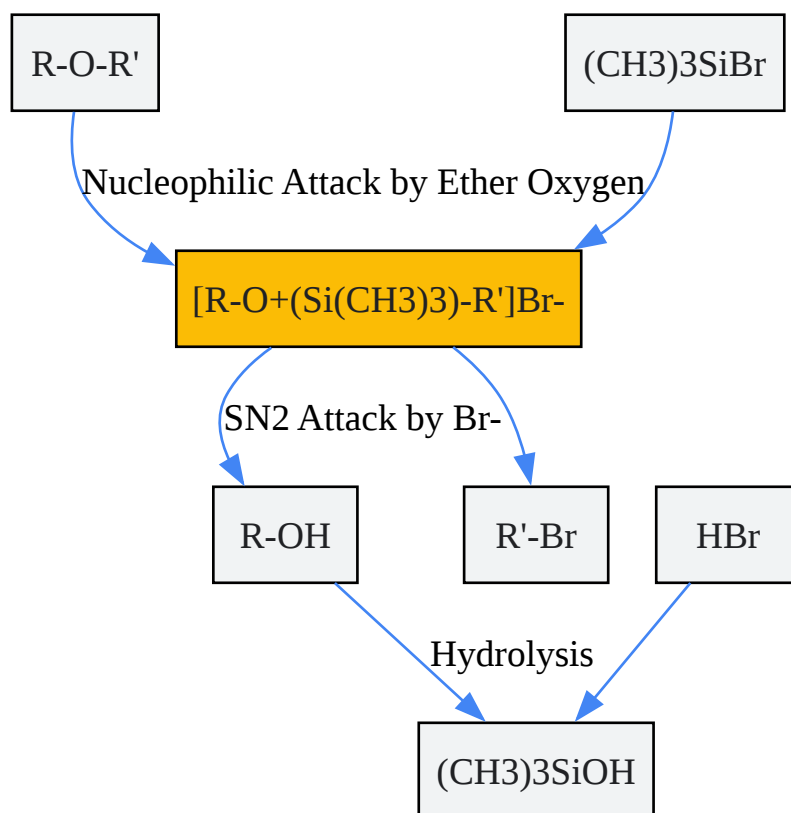 R-O-R'
(CH3)3SiBr
Nucleophilic Attack by Ether Oxygen
[R-O+(Si(CH3)3)-R']Br-
SN2 Attack by Br-
R-OH
R'-Br
HBr
Hydrolysis
(CH3)3SiOH